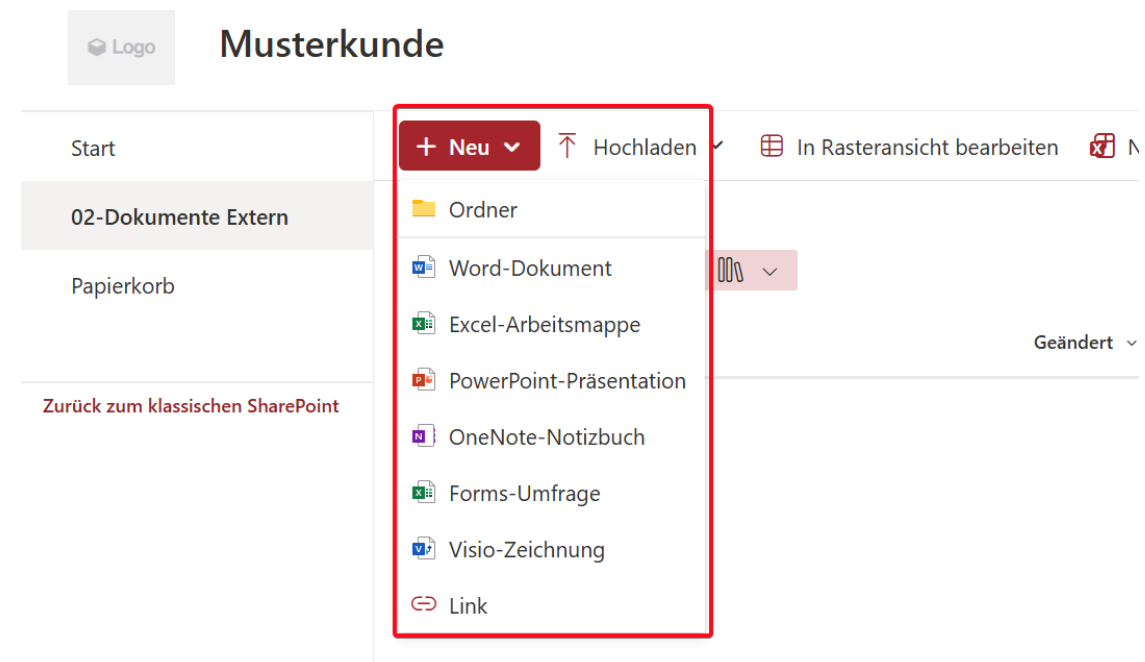 Logo
Musterkunde
Start
02-Dokumente Extern
Papierkorb
Zurück zum klassischen SharePoint
+ Neu
Hochladen
In Rasteransicht bearbeiten
Ordner
Word-Dokument
Excel-Arbeitsmappe
PowerPoint-Präsentation
OneNote-Notizbuch
Forms-Umfrage
Visio-Zeichnung
Link
Geändert